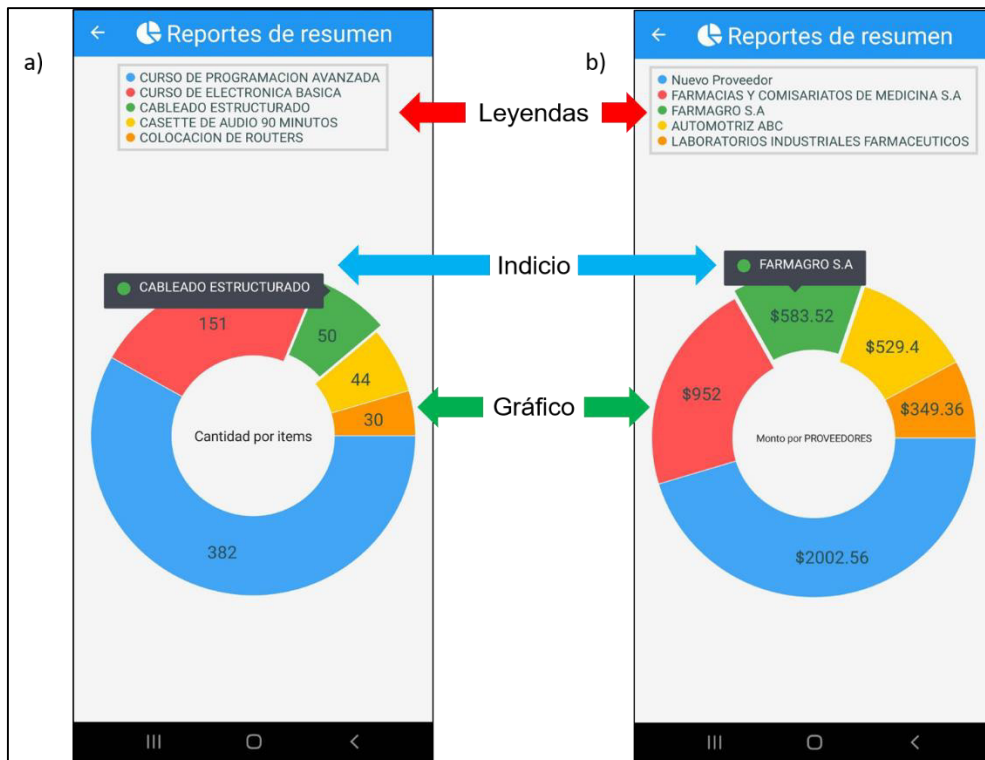 a)
Reportes de resumen
CURSO DE PROGRAMACION AVANZADA
CURSO DE ELECTRONICA BASICA
CABLEADO ESTRUCTURADO
CASETTE DE AUDIO 90 MINUTOS
COLOCACION DE ROUTERS
CABLEADO ESTRUCTURADO
151
50
44
30
Cantidad por items
382
Leyendas
Indicio
Gráfico
b)
Reportes de resumen
Nuevo Proveedor
FARMACIAS Y COMISARIATOS DE MEDICINA S.A
FARMAGRO S.A
AUTOMOTRIZ ABC
LABORATORIOS INDUSTRIALES FARMACEUTICOS
FARMAGRO S.A
$583.52
$529.4
$952
$349.36
Monto por PROVEEDORES
$2002.56